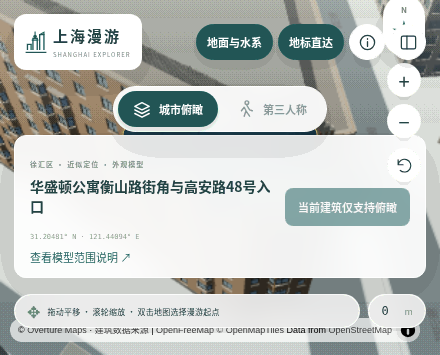 上海漫游
SHANGHAI EXPLORER
地面与水系
地标直达
N
城市俯瞰
第三人称
徐汇区 · 近似定位 · 外观模型
华盛顿公寓衡山路街角与高安路48号入
口
31.20481° N · 121.44894° E
查看模型范围说明 ↗
当前建筑仅支持俯瞰
拖动平移 · 滚轮缩放 · 双击地图选择漫游起点
0 m
© Overture Maps · 建筑数据来源 | OpenFreeMap © OpenMapTiles Data from OpenStreetMap